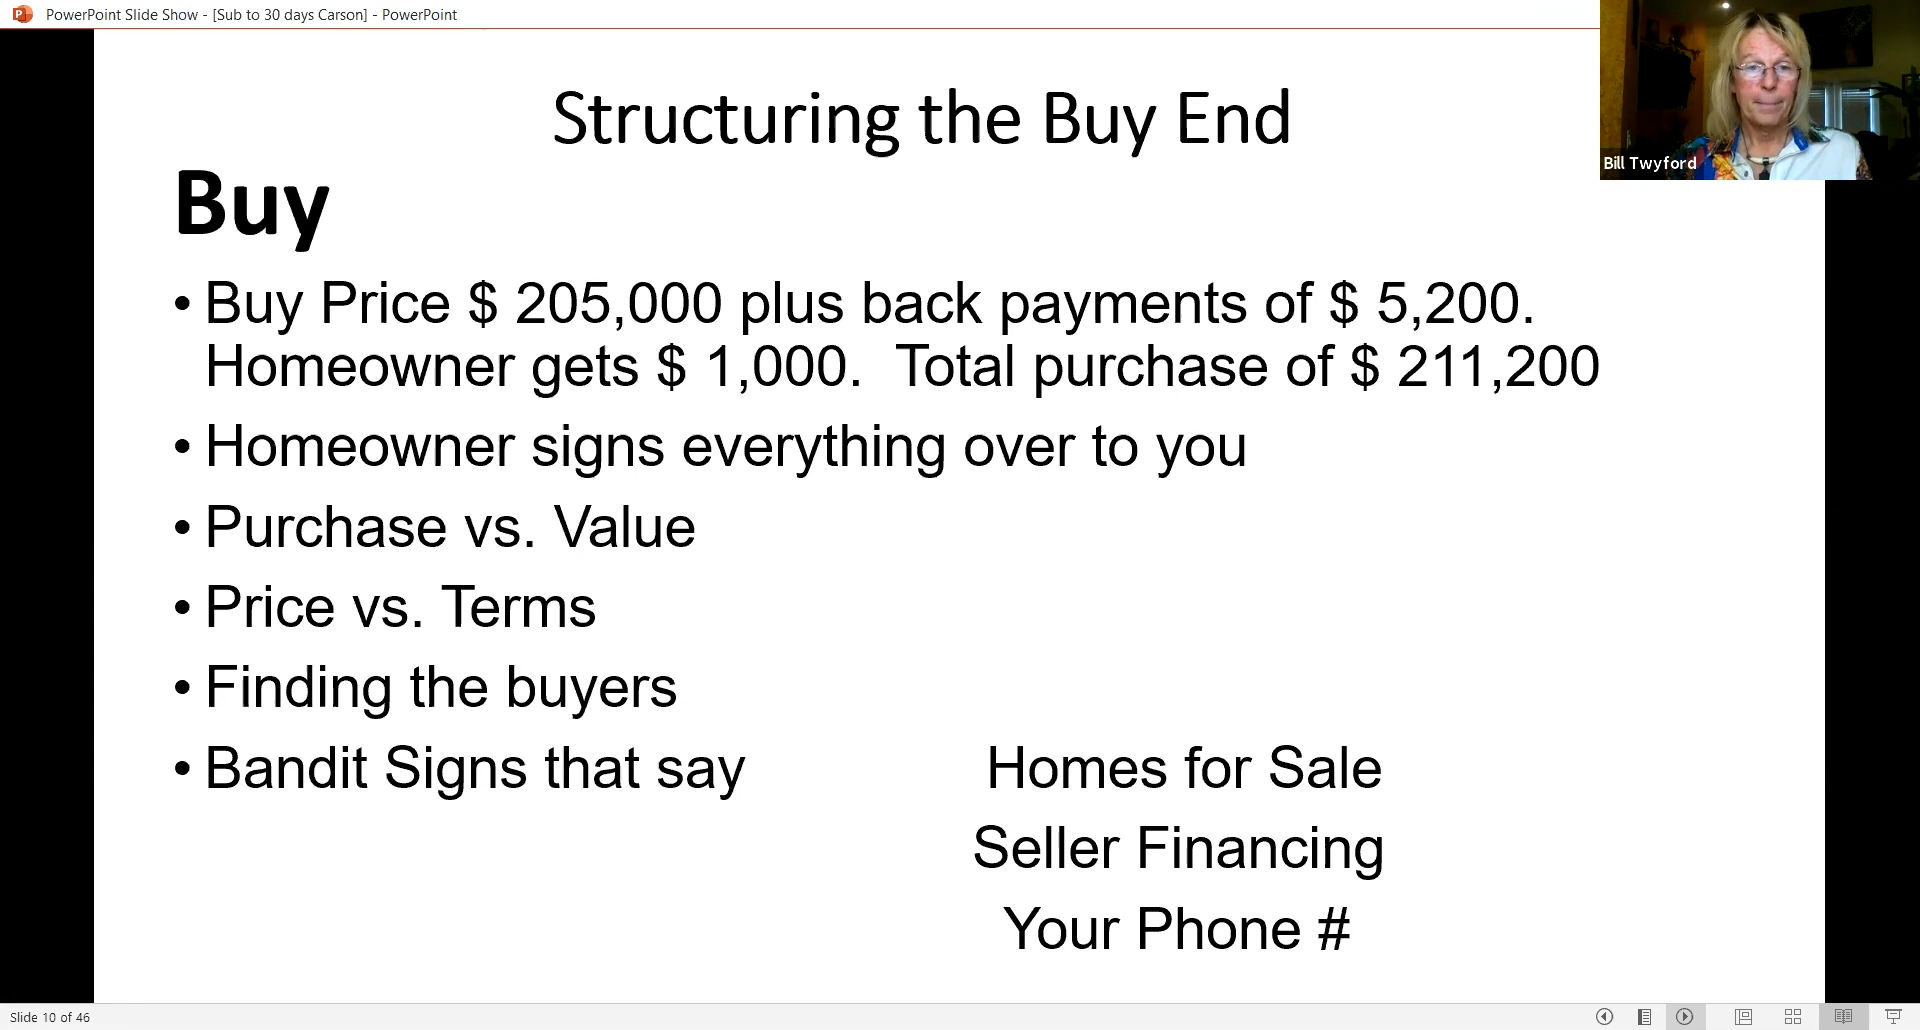 PowerPoint Slide Show - [Sub to 30 days Carson] - PowerPoint
Bill Twyford
Structuring the Buy End
Buy
• Buy Price $ 205,000 plus back payments of $ 5,200.
Homeowner gets $ 1,000.  Total purchase of $ 211,200
• Homeowner signs everything over to you
• Purchase vs. Value
• Price vs. Terms
• Finding the buyers
• Bandit Signs that say Homes for Sale
Seller Financing
Your Phone #
Slide 10 of 46